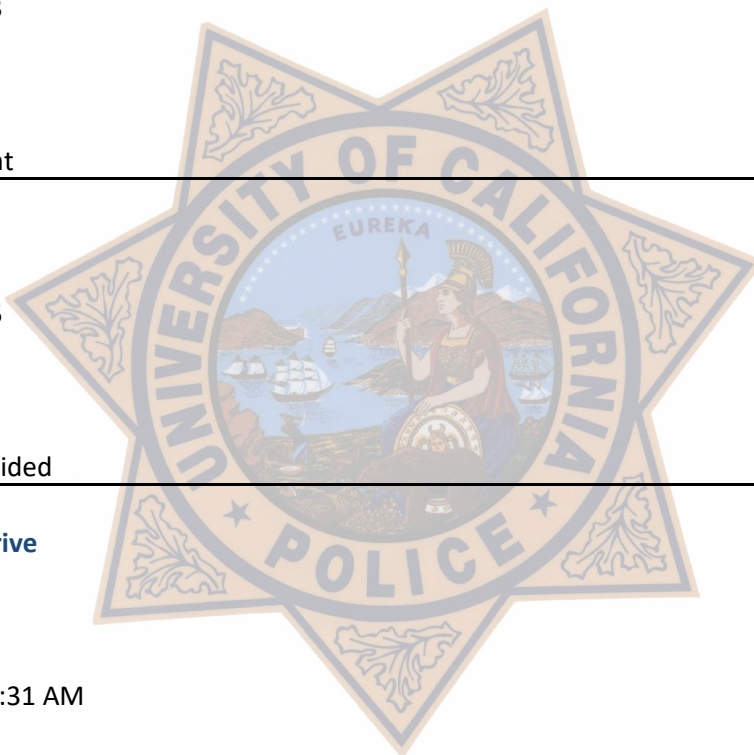 nt
UNIVERSITY OF CALIFORNIA
EUREKA
ided
rive
POLICE
:31 AM